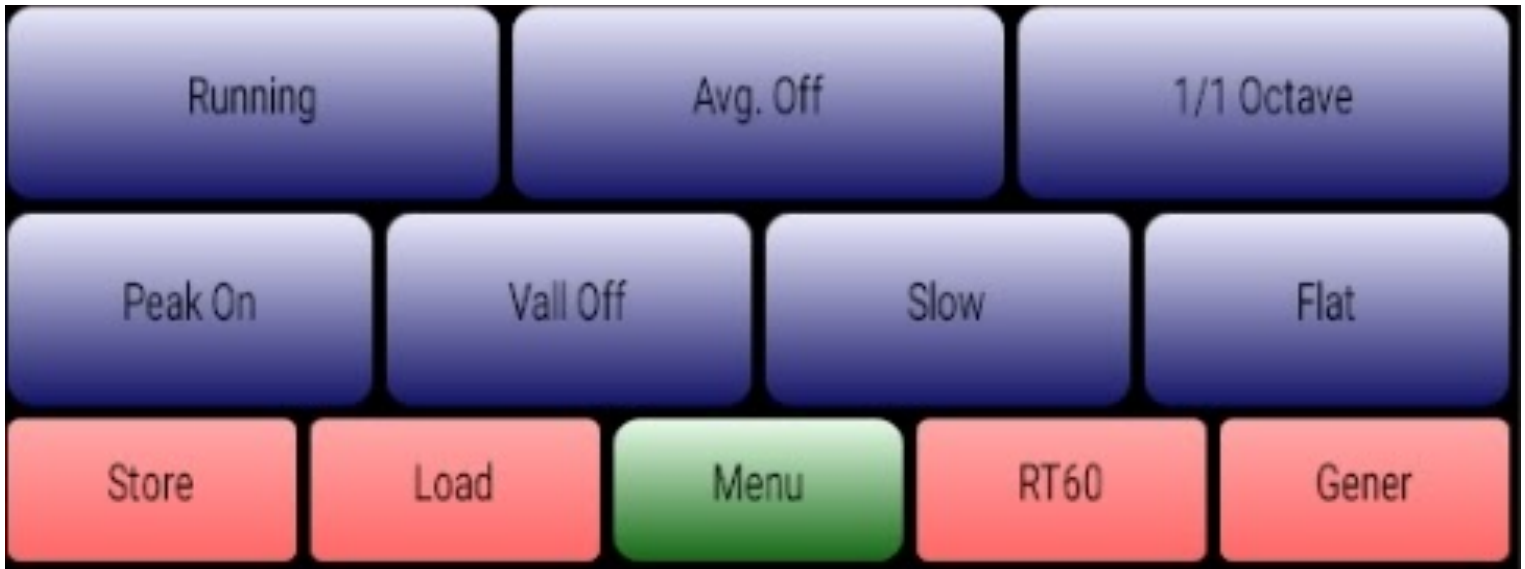 Running Avg. Off 1/1 Octave
Peak On Vall Off Slow Flat
Store Load Menu RT60 Gener